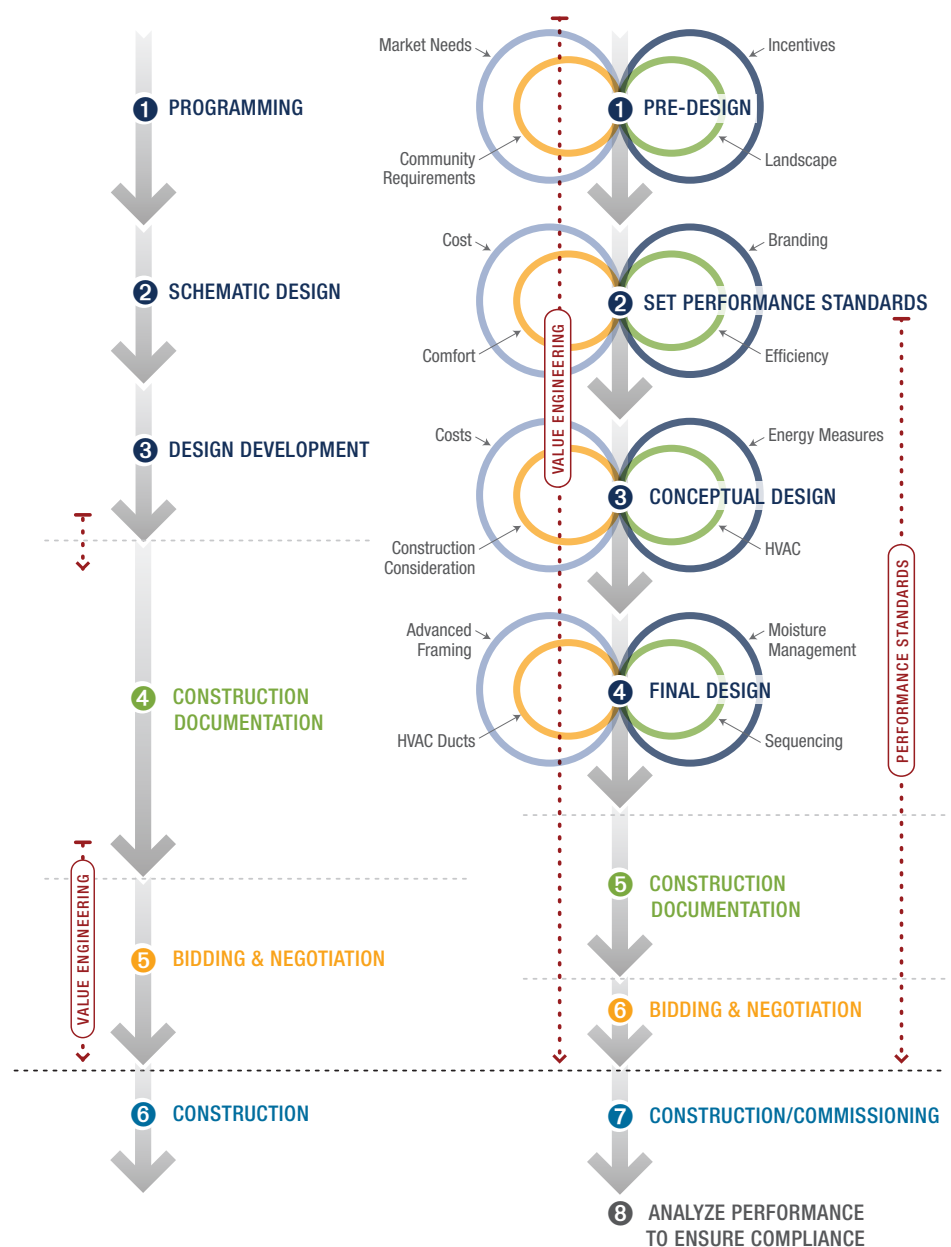 1 PROGRAMMING
2 SCHEMATIC DESIGN
3 DESIGN DEVELOPMENT
4 CONSTRUCTION
DOCUMENTATION
VALUE ENGINEERING
5 BIDDING & NEGOTIATION
6 CONSTRUCTION
Market Needs
Incentives
1 PRE-DESIGN
Community
Requirements
Landscape
Cost
Branding
2 SET PERFORMANCE STANDARDS
Comfort
Efficiency
VALUE ENGINEERING
Costs
Energy Measures
3 CONCEPTUAL DESIGN
Construction
Consideration
HVAC
PERFORMANCE STANDARDS
Advanced
Framing
Moisture
Management
4 FINAL DESIGN
HVAC Ducts
Sequencing
5 CONSTRUCTION
DOCUMENTATION
6 BIDDING & NEGOTIATION
7 CONSTRUCTION/COMMISSIONING
8 ANALYZE PERFORMANCE
TO ENSURE COMPLIANCE